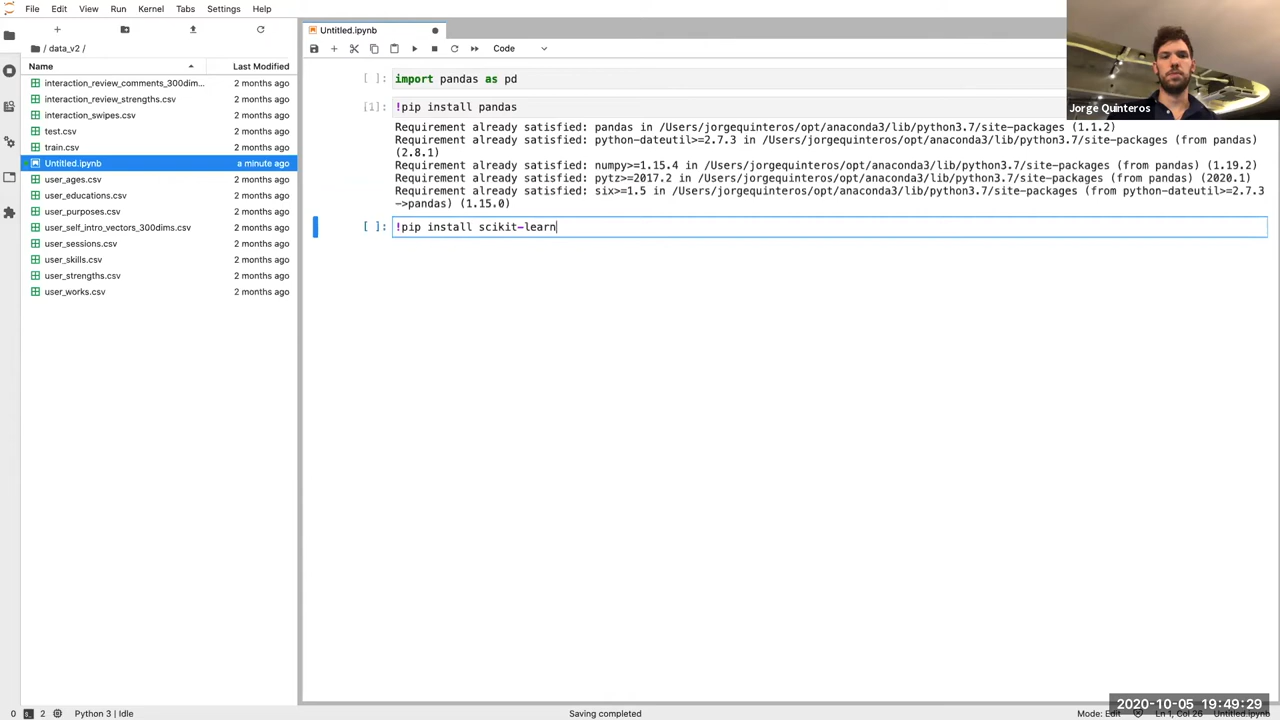 File Edit View Run Kernel Tabs Settings Help
/ data_v2 /
Name Last Modified
interaction_review_comments_300dim... 2 months ago
interaction_review_strengths.csv 2 months ago
interaction_swipes.csv 2 months ago
test.csv 2 months ago
train.csv 2 months ago
Untitled.ipynb a minute ago
user_ages.csv 2 months ago
user_educations.csv 2 months ago
user_purposes.csv 2 months ago
user_self_intro_vectors_300dims.csv 2 months ago
user_sessions.csv 2 months ago
user_skills.csv 2 months ago
user_strengths.csv 2 months ago
user_works.csv 2 months ago
Untitled.ipynb
Code
[ ]: import pandas as pd
[1]: !pip install pandas
Requirement already satisfied: pandas in /Users/jorgequinteros/opt/anaconda3/lib/python3.7/site-packages (1.1.2)
Requirement already satisfied: python-dateutil>=2.7.3 in /Users/jorgequinteros/opt/anaconda3/lib/python3.7/site-packages (from pandas)
(2.8.1)
Requirement already satisfied: numpy>=1.15.4 in /Users/jorgequinteros/opt/anaconda3/lib/python3.7/site-packages (from pandas) (1.19.2)
Requirement already satisfied: pytz>=2017.2 in /Users/jorgequinteros/opt/anaconda3/lib/python3.7/site-packages (from pandas) (2020.1)
Requirement already satisfied: six>=1.5 in /Users/jorgequinteros/opt/anaconda3/lib/python3.7/site-packages (from python-dateutil>=2.7.3
->pandas) (1.15.0)
[ ]: !pip install scikit-learn
Jorge Quinteros
0 2 Python 3 | Idle
Saving completed
Mode: Edit Ln 1, Col 26 Untitled.ipynb
2020-10-05 19:49:29